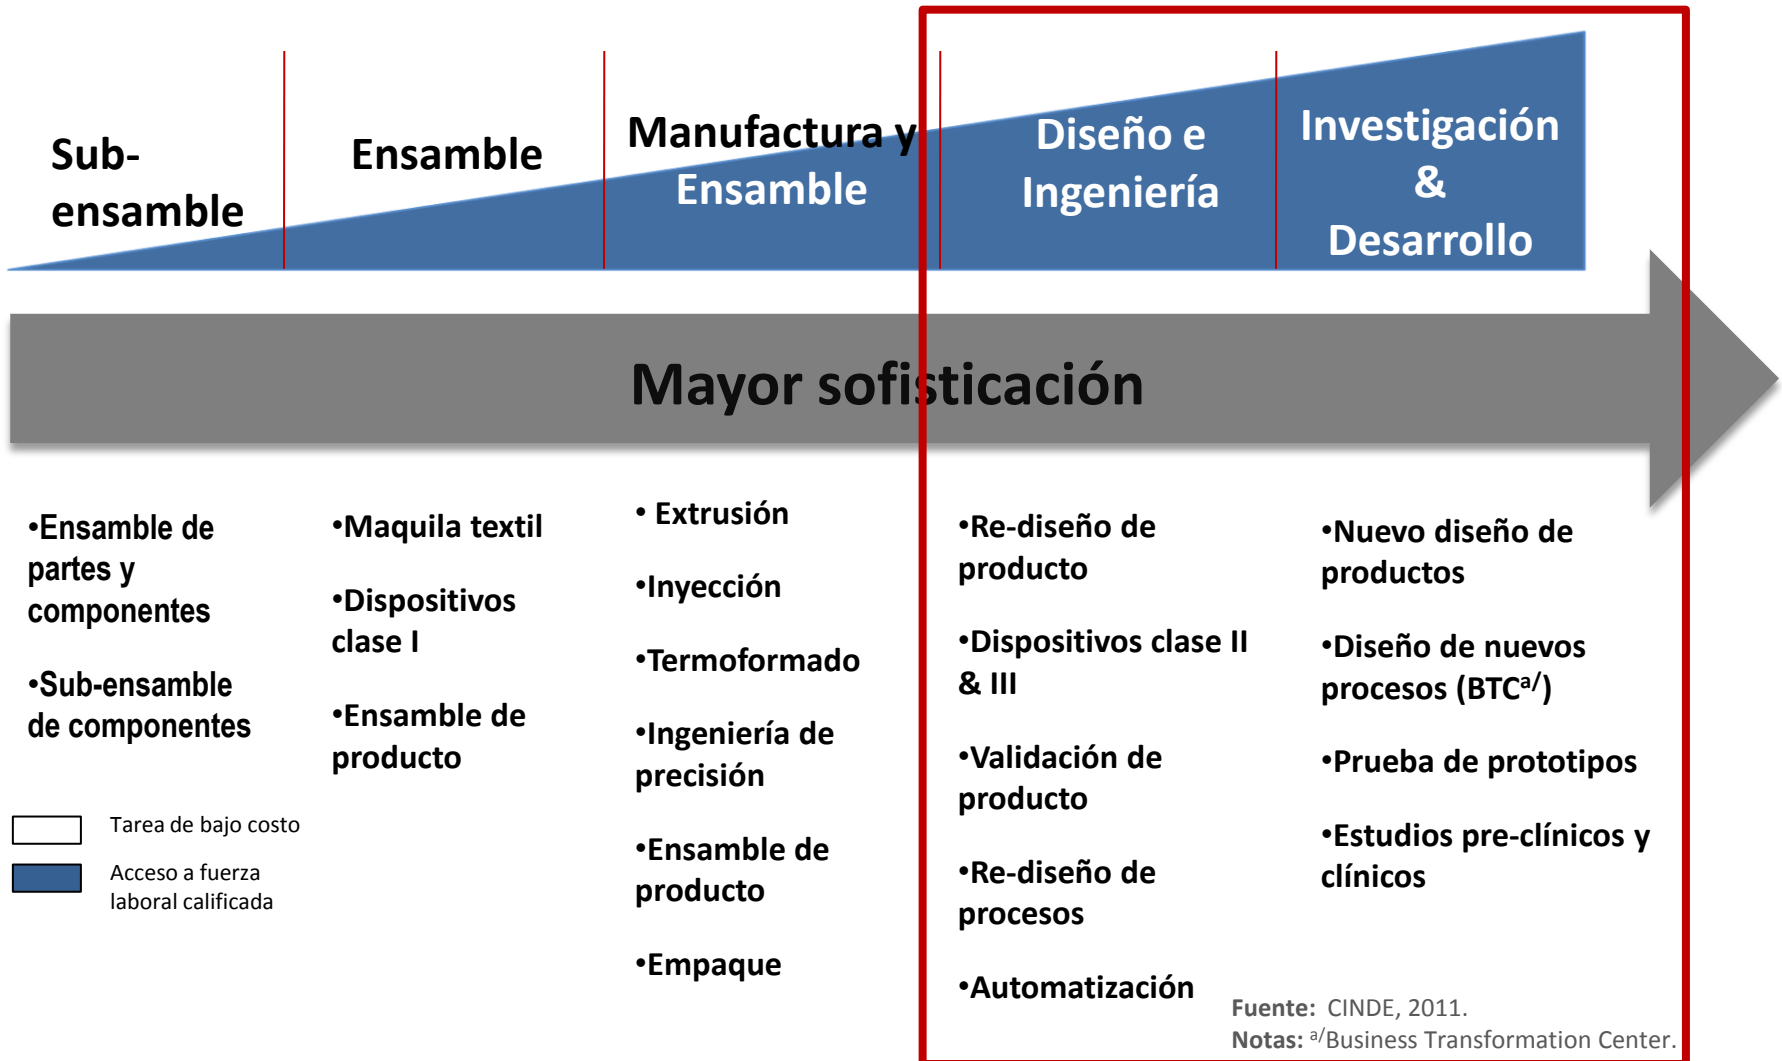 Sub-
ensamble
Ensamble
Manufactura y
Ensamble
Diseño e
Ingeniería
Investigación
&
Desarrollo
Mayor sofisticación
•Ensamble de
partes y
componentes
•Sub-ensamble
de componentes
•Maquila textil
•Dispositivos
clase I
•Ensamble de
producto
• Extrusión
•Inyección
•Termoformado
•Ingeniería de
precisión
•Ensamble de
producto
•Empaque
•Re-diseño de
producto
•Dispositivos clase II
& III
•Validación de
producto
•Re-diseño de
procesos
•Automatización
•Nuevo diseño de
productos
•Diseño de nuevos
procesos (BTCa/)
•Prueba de prototipos
•Estudios pre-clínicos y
clínicos
Tarea de bajo costo
Acceso a fuerza
laboral calificada
Fuente: CINDE, 2011.
Notas: a/Business Transformation Center.